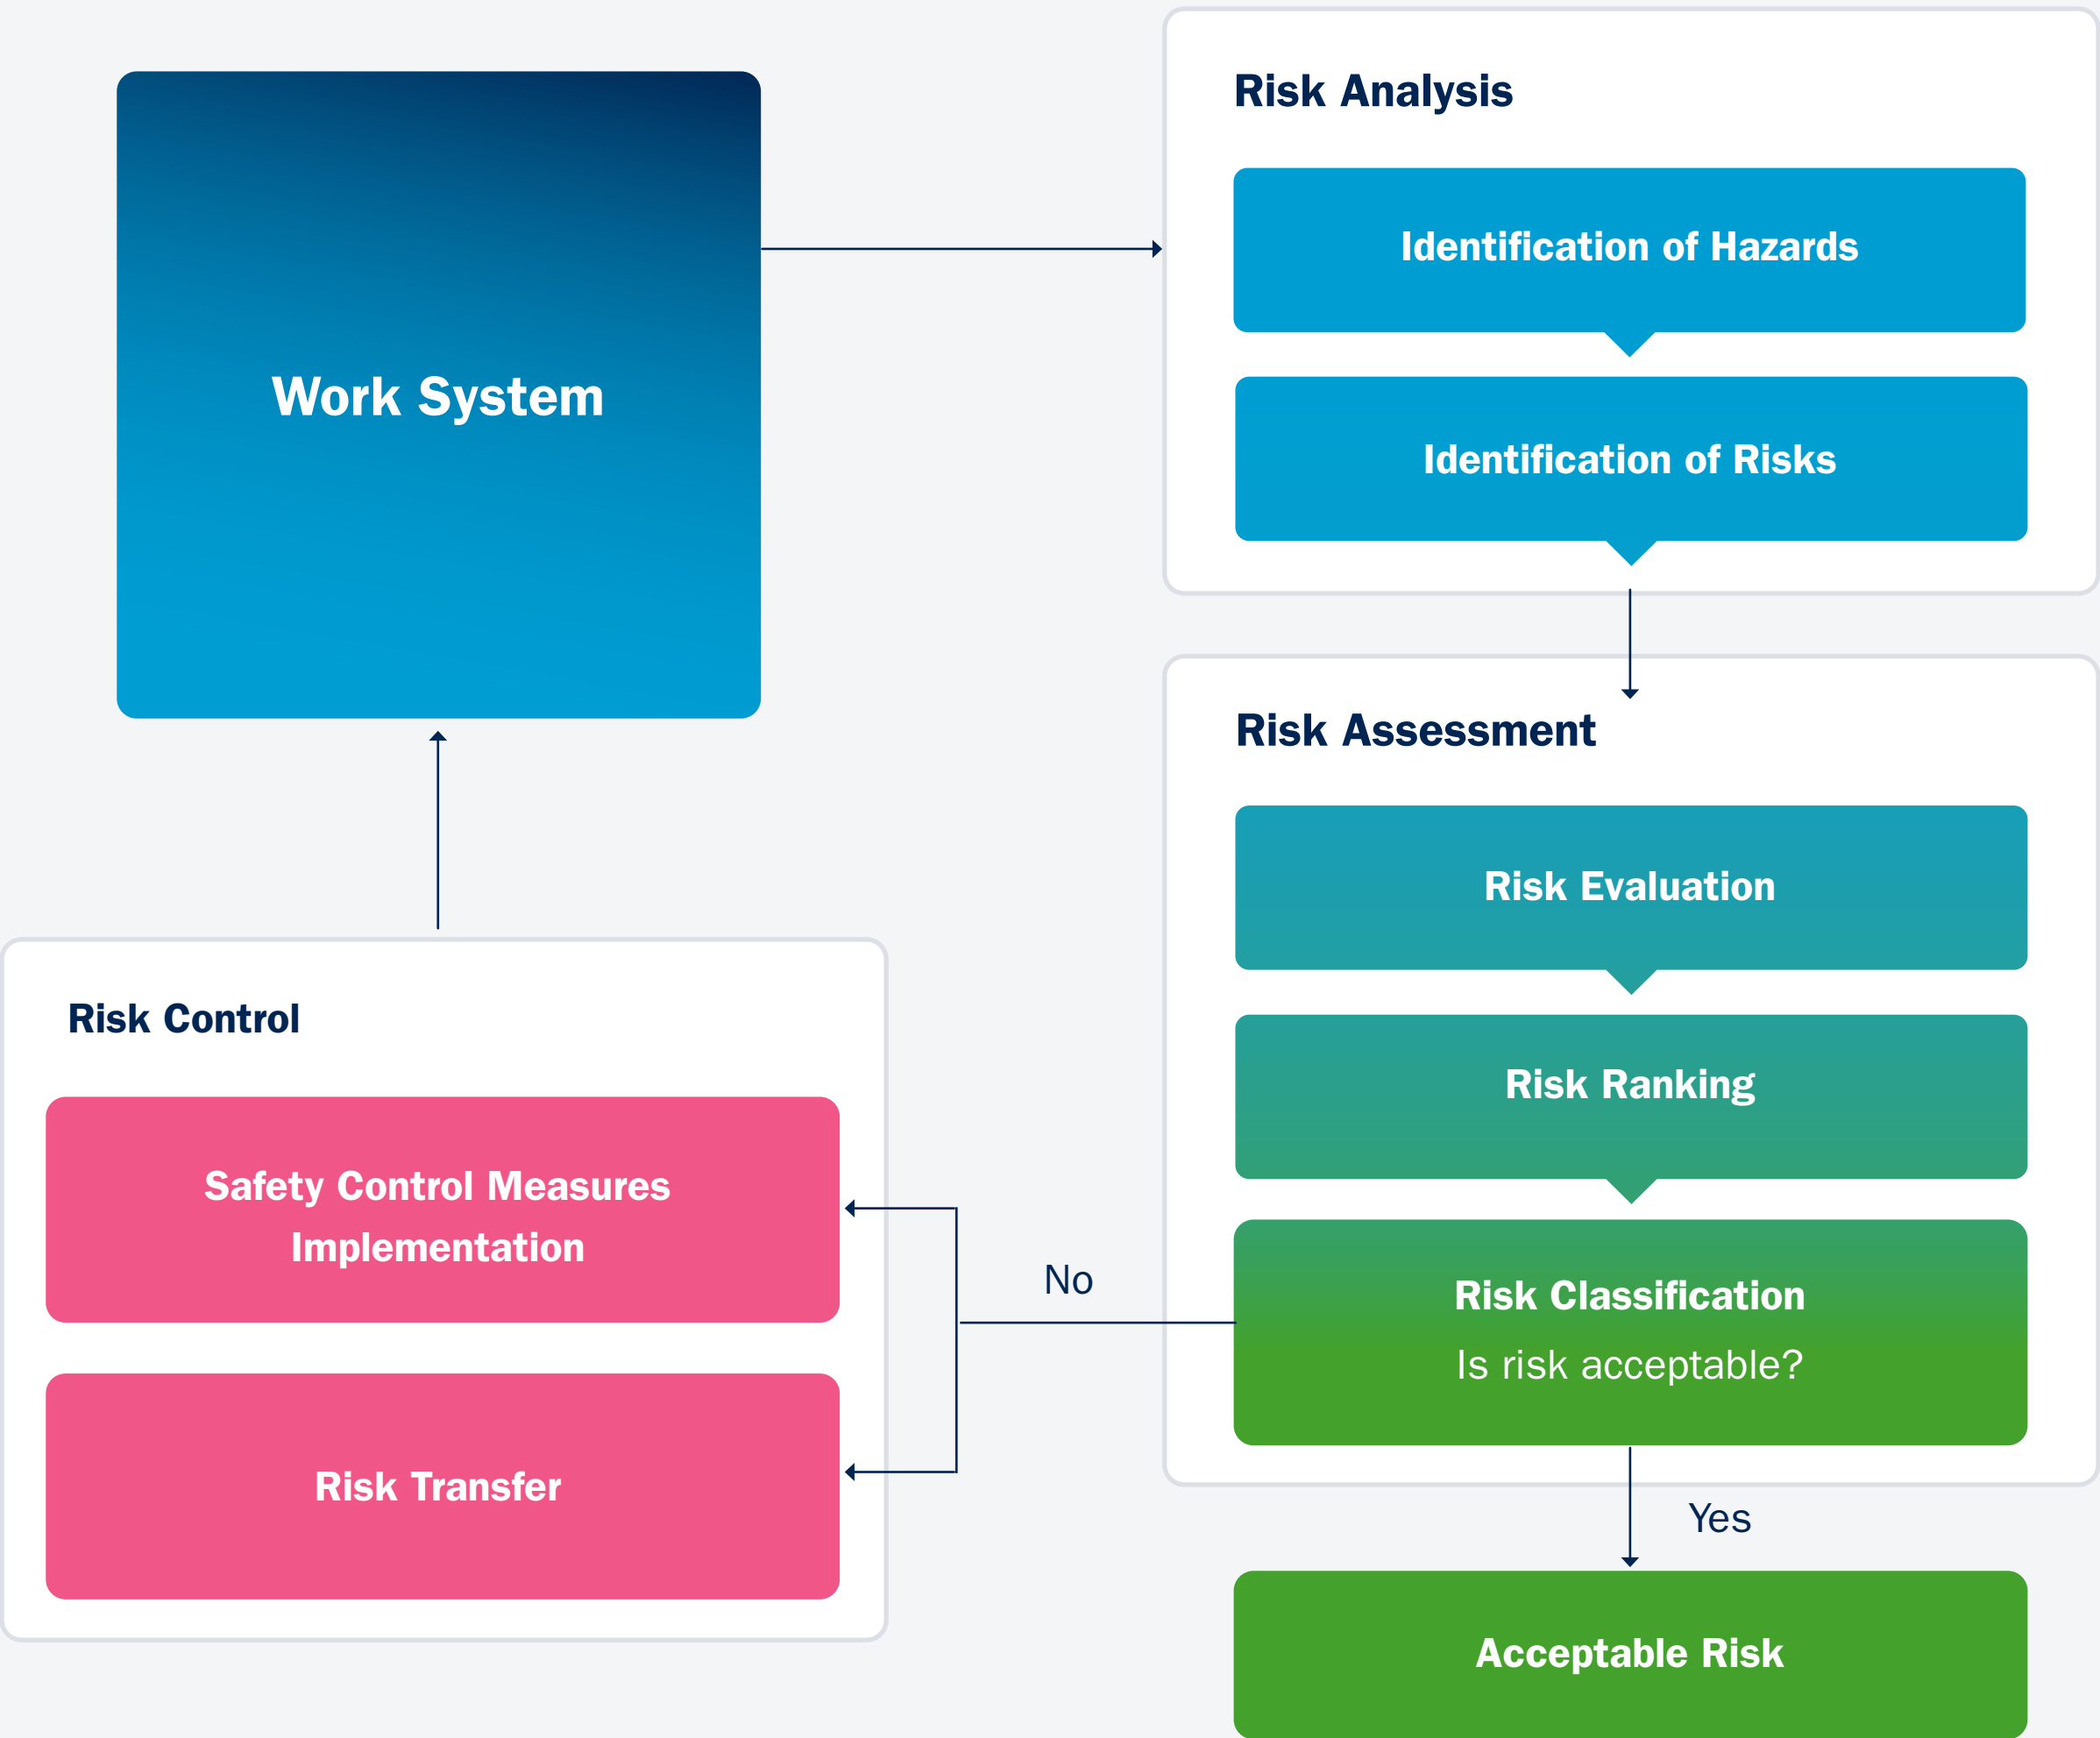 Work System
Risk Analysis
Identification of Hazards
Identification of Risks
Risk Assessment
Risk Evaluation
Risk Ranking
Risk Classification
Is risk acceptable?
No
Yes
Acceptable Risk
Risk Control
Safety Control Measures
Implementation
Risk Transfer